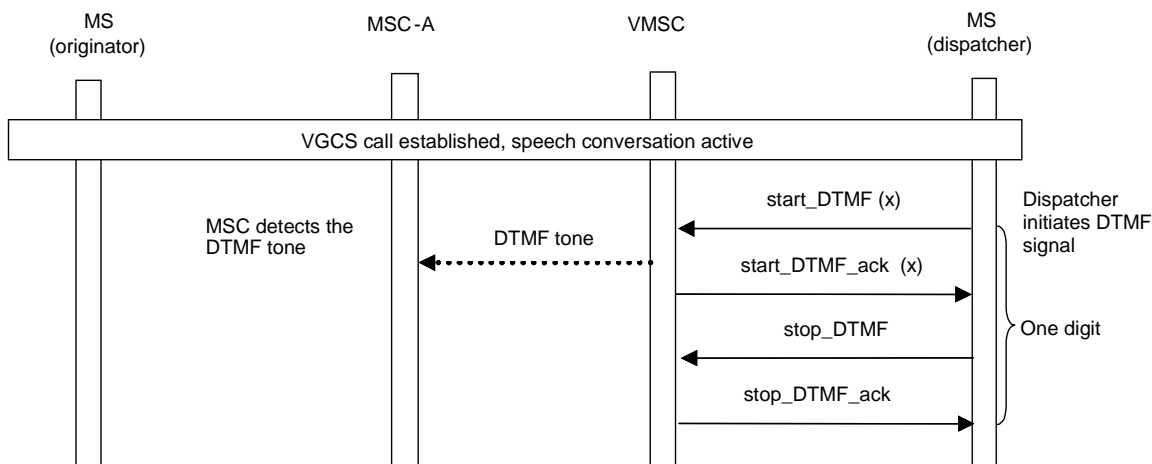 MS
(originator)
MSC-A
VMSC
MS
(dispatcher)
VGCS call established, speech conversation active
start_DTMF (x)
Dispatcher
initiates DTMF
signal
MSC detects the
DTMF tone
DTMF tone
start_DTMF_ack (x)
stop_DTMF
One digit
stop_DTMF_ack